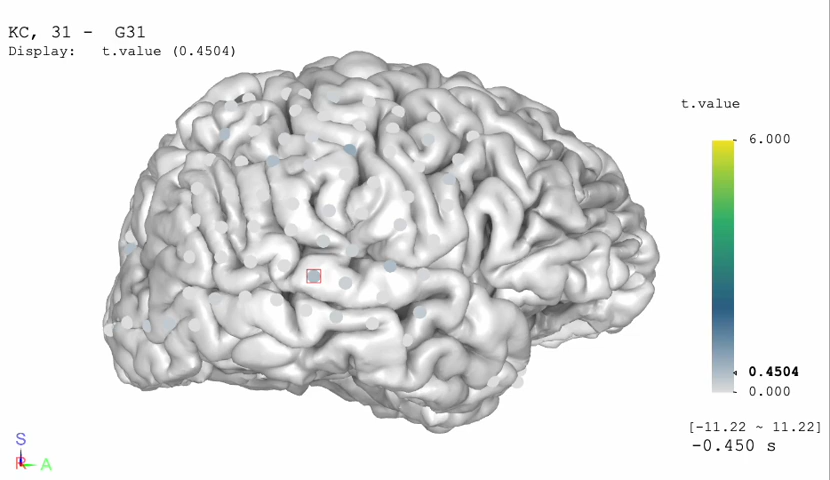 KC, 31 - G31
Display: t.value (0.4504)
t.value
6.000
0.4504
0.000
[-11.22 ~ 11.22]
-0.450 s
S
R A